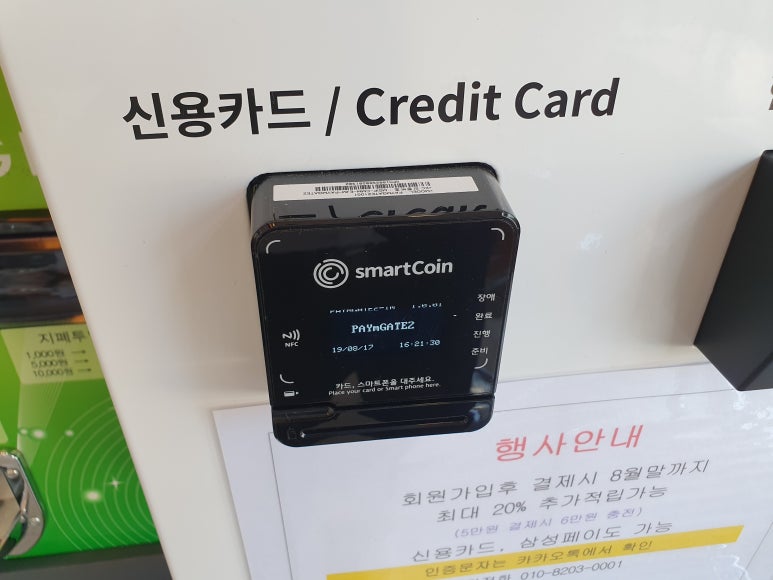 신용카드 / Credit Card
smartCoin
PAYmGATE2
19/08/17 16:21:30
NFC
장애
완료
진행
준비
카드, 스마트폰을 대주세요.
Place your card or Smart phone here.
1,000원 →
5,000원 →
10,000원 →
행사안내
회원가입후 결제시 8월말까지
최대 20% 추가적립가능
(5만원 결제시 6만원 충전)
신용카드, 삼성페이도 가능
인증문자는 카카오톡에서 확인
010-8203-0001